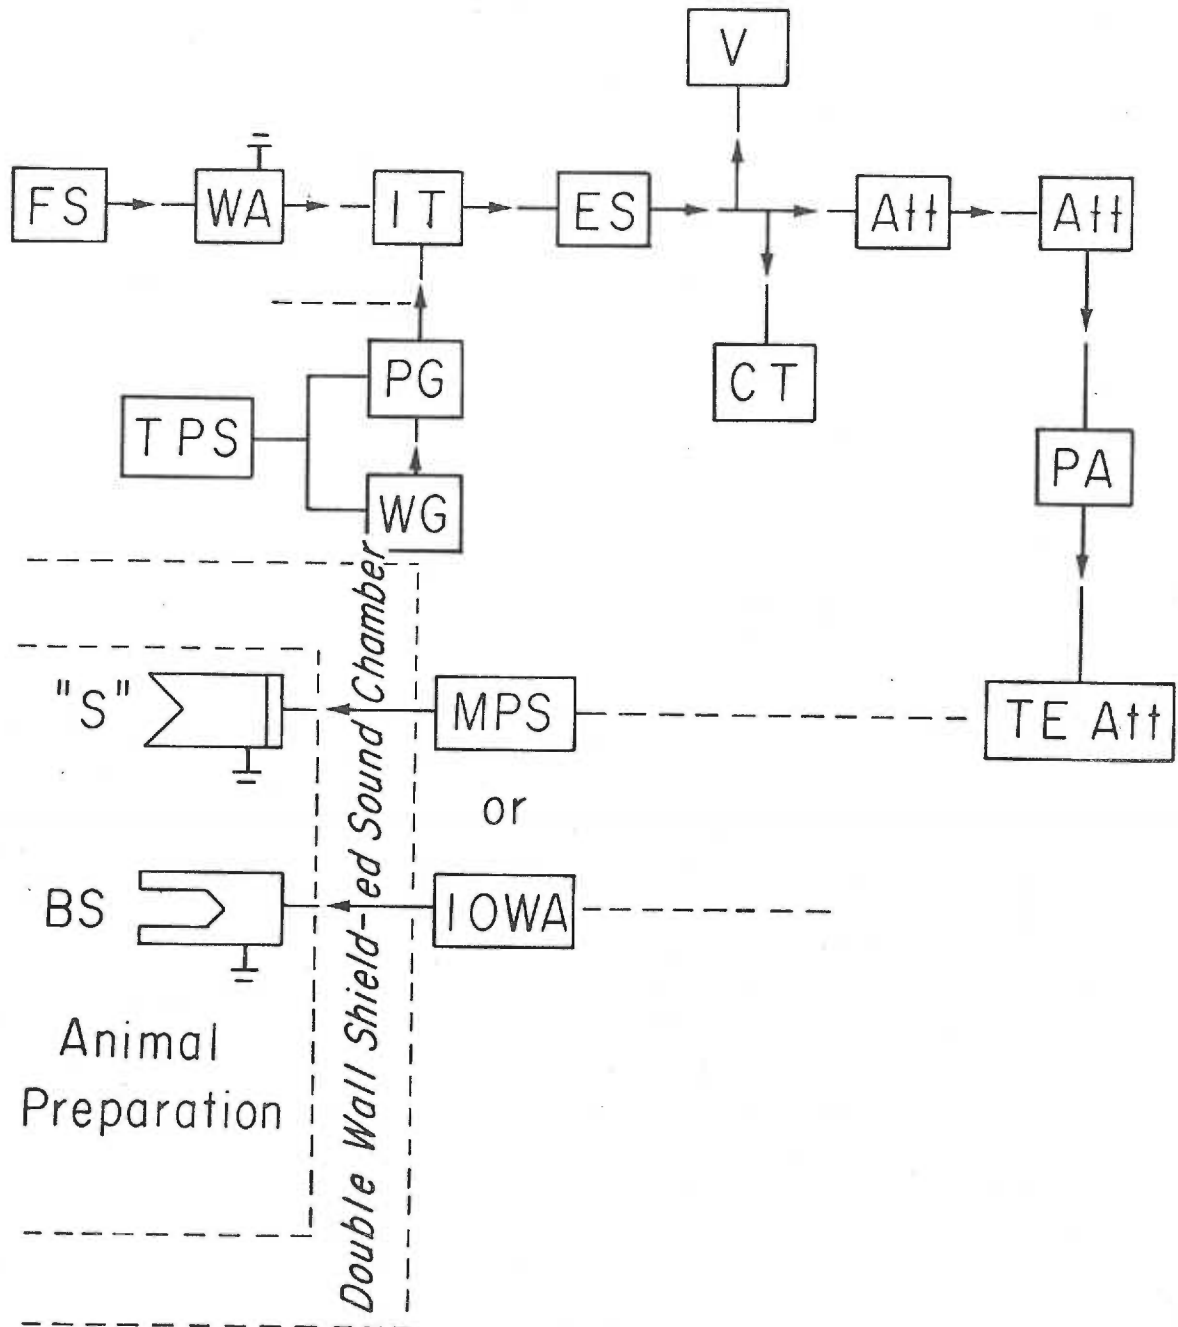 V
FS
WA
IT
ES
Att
Att
PG
CT
TPS
PA
WG
Double Wall Shield-ed Sound Chamber
"S"
MPS
TE Att
or
BS
IOWA
Animal
Preparation